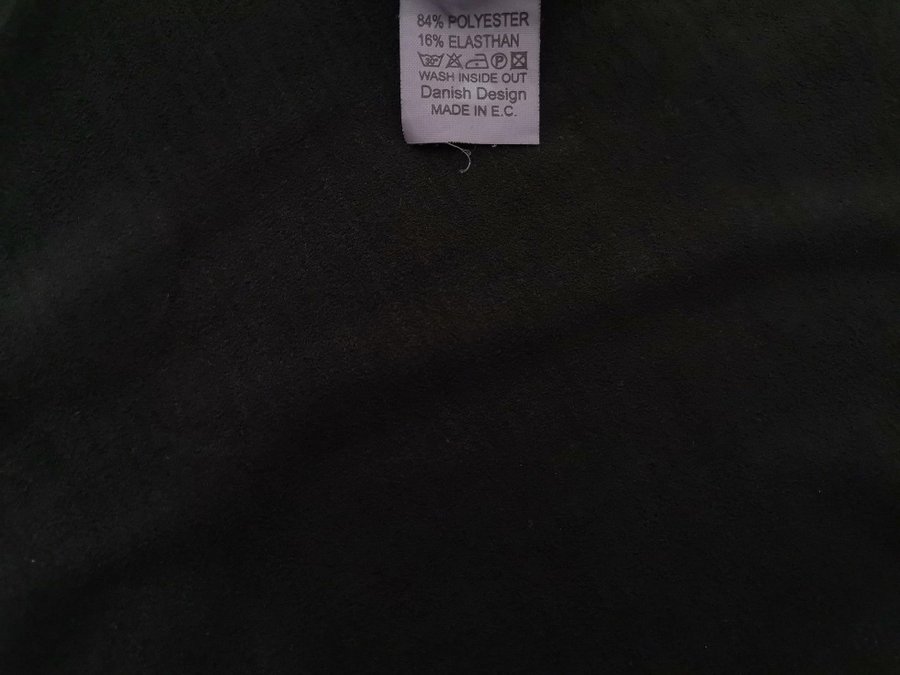 84% POLYESTER
16% ELASTHAN
WASH INSIDE OUT
Danish Design
MADE IN E.C.